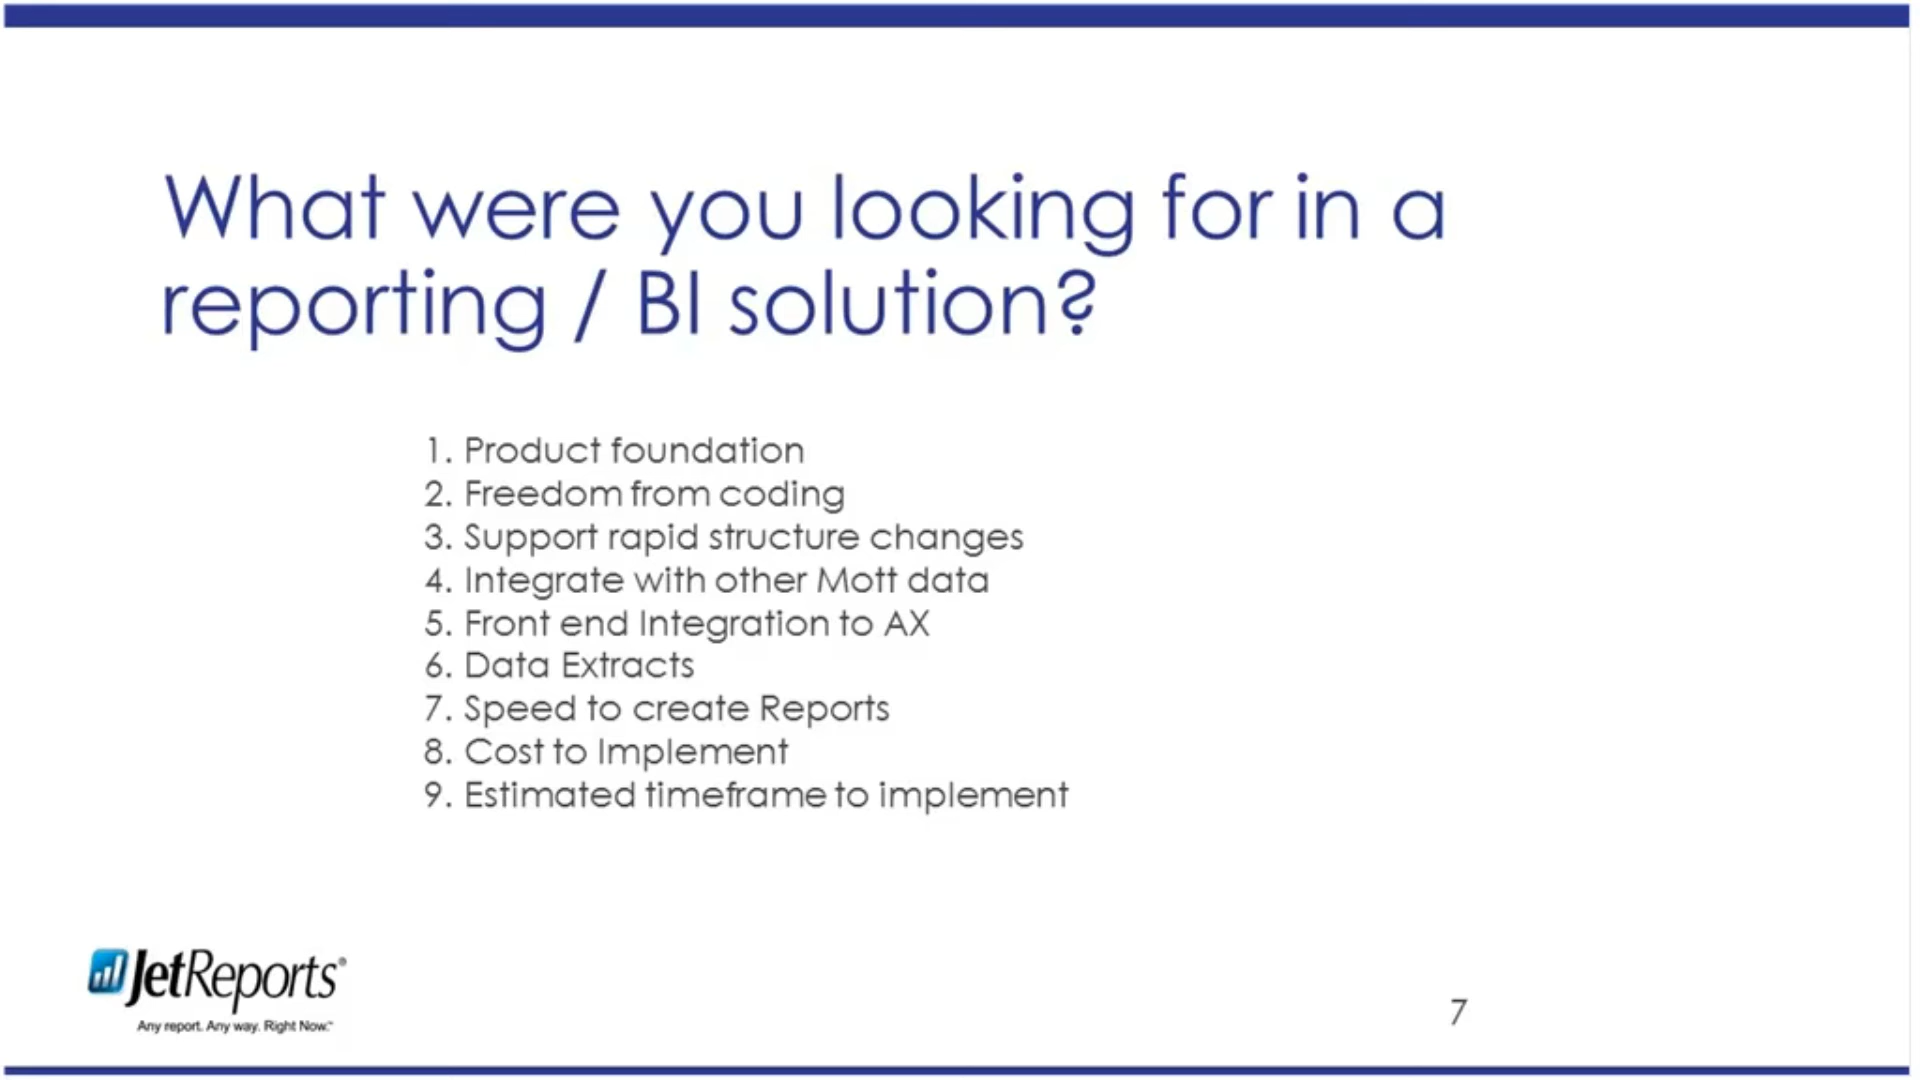 What were you looking for in a
reporting / BI solution?
1. Product foundation
2. Freedom from coding
3. Support rapid structure changes
4. Integrate with other Mott data
5. Front end Integration to AX
6. Data Extracts
7. Speed to create Reports
8. Cost to Implement
9. Estimated timeframe to implement
JetReports®
Any report. Any way. Right Now.™
7